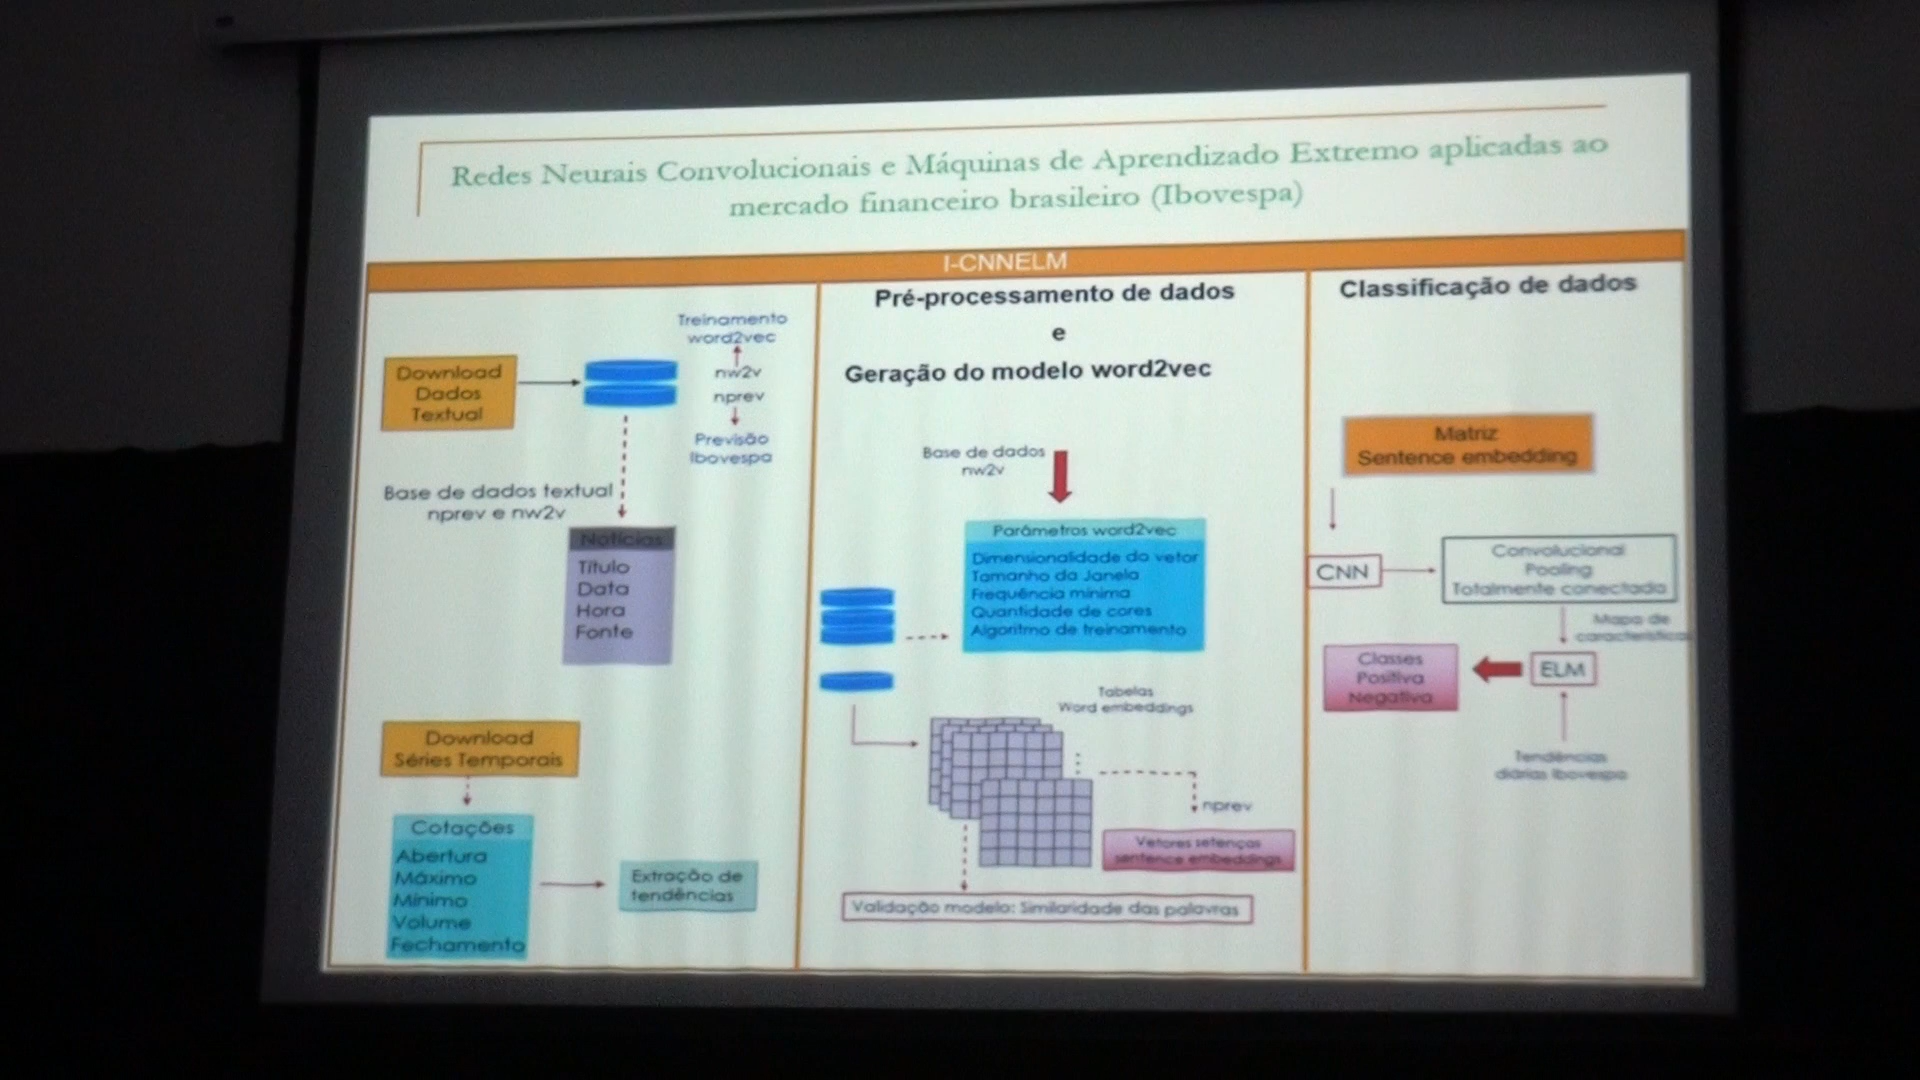 Redes Neurais Convolucionais e Máquinas de Aprendizado Extremo aplicadas ao
mercado financeiro brasileiro (Ibovespa)
I-CNNELM
Download
Dados
Textual
Treinamento
word2vec
nw2v
nprev
Previsão
Ibovespa
Base de dados textual
nprev e nw2v
Notícias
Título
Data
Hora
Fonte
Download
Séries Temporais
Cotações
Abertura
Máximo
Mínimo
Volume
Fechamento
Extração de
tendências
Pré-processamento de dados
e
Geração do modelo word2vec
Base de dados
nw2v
Parâmetros word2vec
Dimensionalidade do vetor
Tamanho da Janela
Frequência mínima
Quantidade de cores
Algoritmo de treinamento
Tabelas
Word embeddings
nprev
Vetores setenças
sentence embeddings
Validação modelo: Similaridade das palavras
Classificação de dados
Matriz
Sentence embedding
CNN
Convolucional
Pooling
Totalmente conectada
Mapa de
características
ELM
Classes
Positiva
Negativa
Tendências
diárias Ibovespa